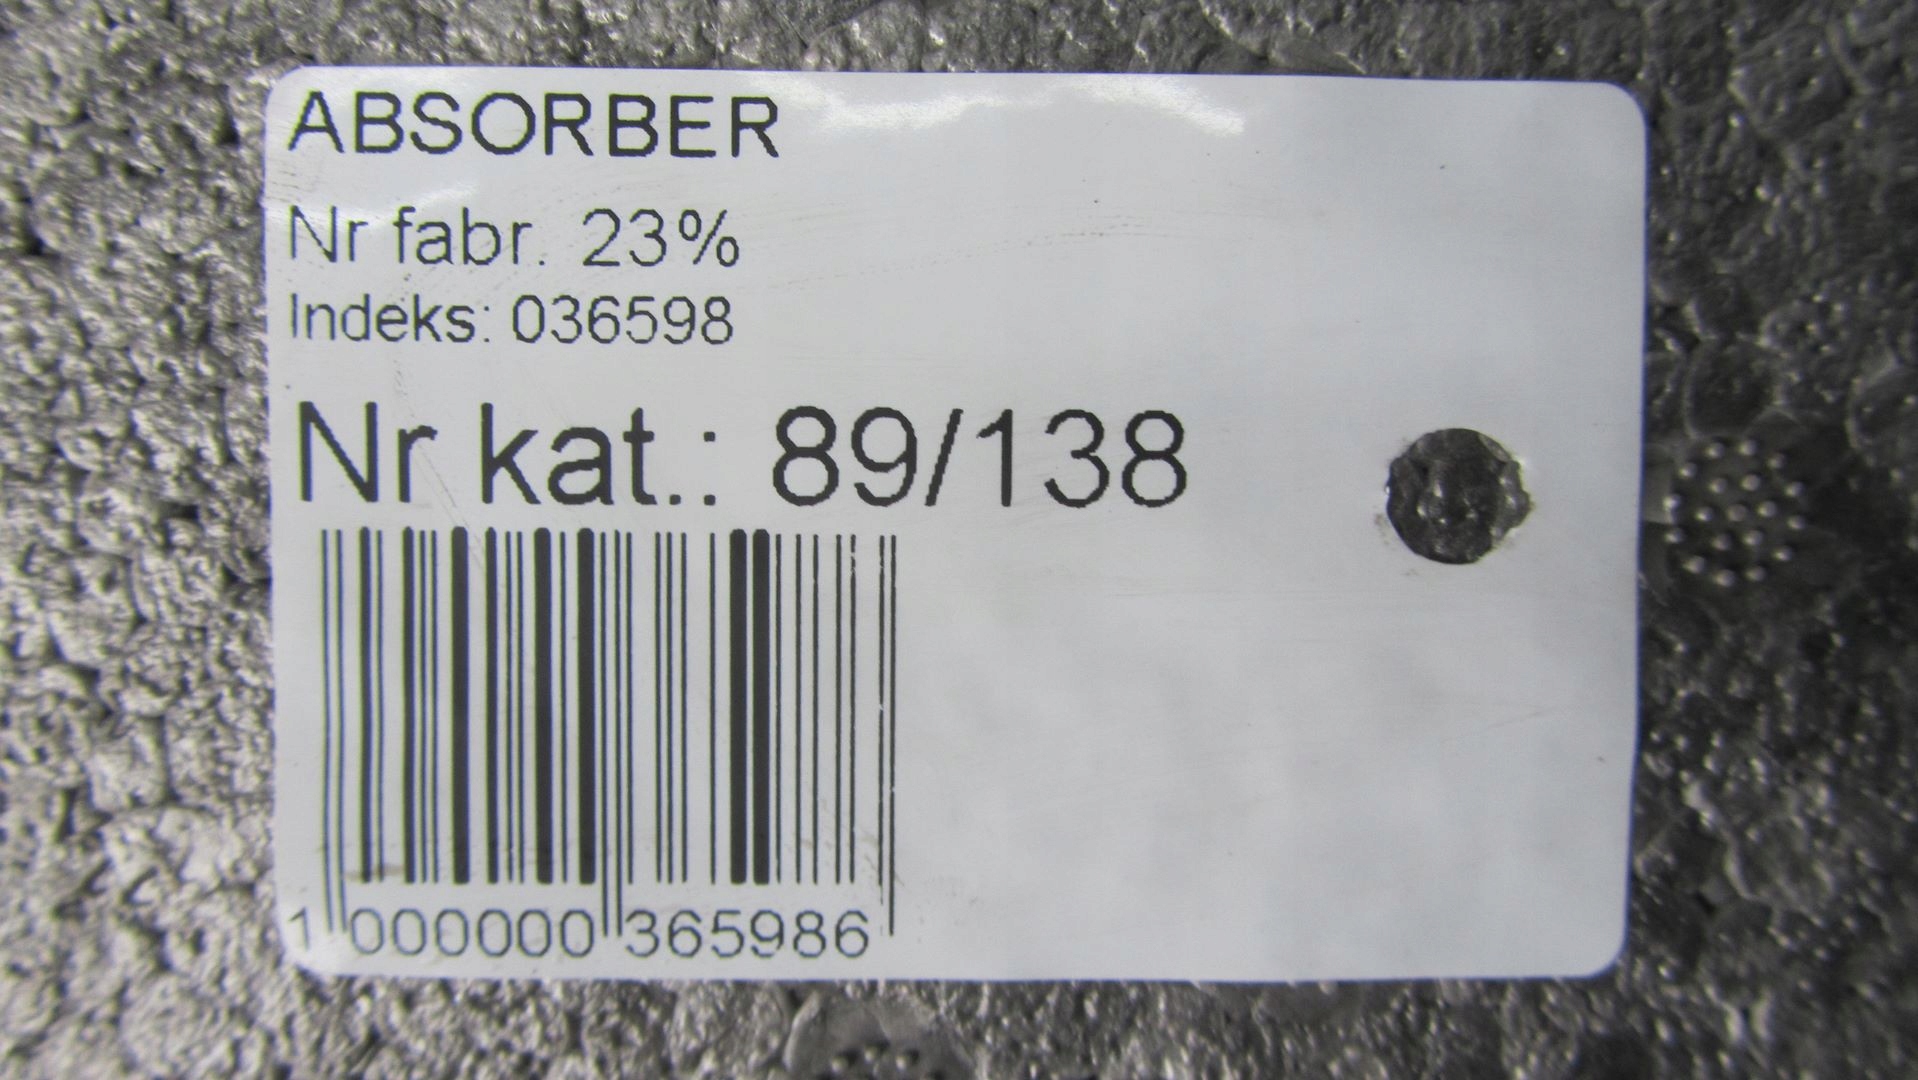 ABSORBER
Nr fabr. 23%
Indeks: 036598
Nr kat.: 89/138
1 000000 365986